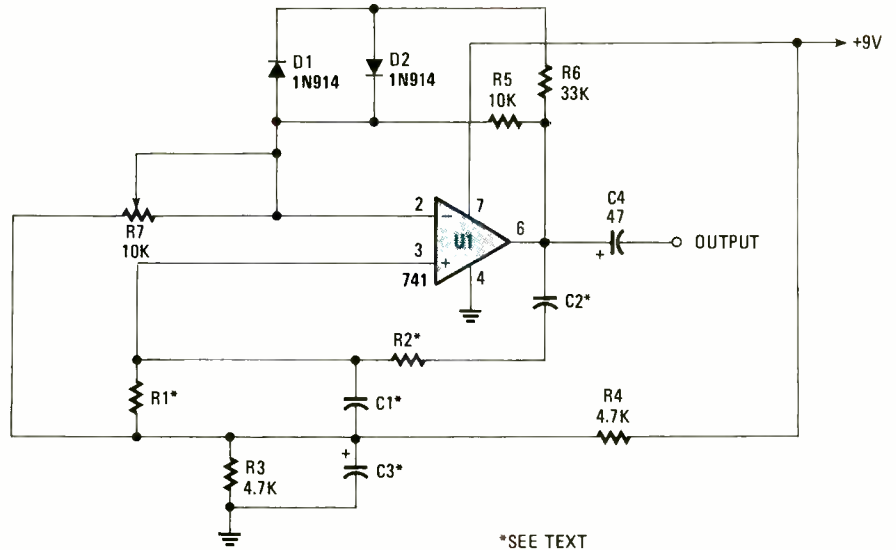 +9V
D1
1N914
D2
1N914
R5
10K
R6
33K
2
7
R7
10K
U1
6
C4
47
+
OUTPUT
3
741
4
C2*
R2*
R1*
C1*
R4
4.7K
+
R3
4.7K
C3*
*SEE TEXT